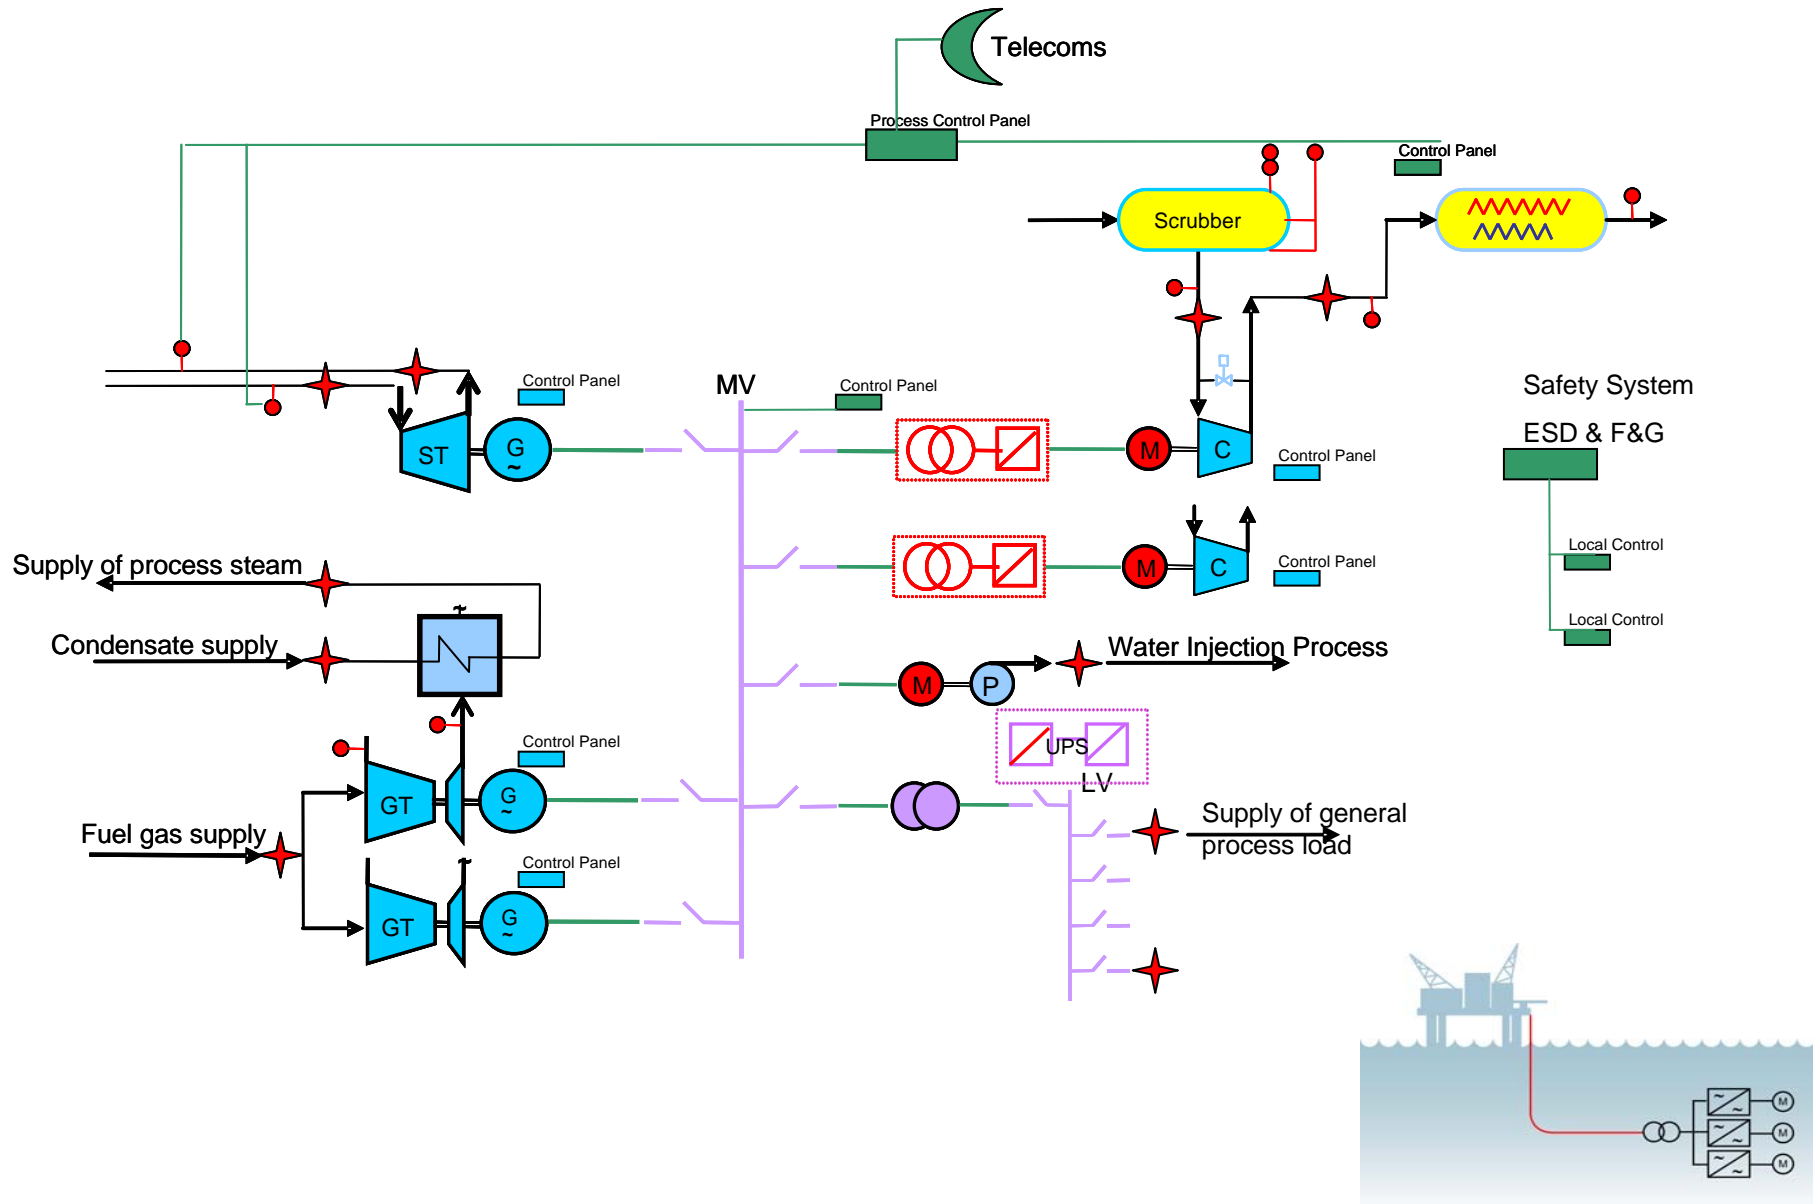 Telecoms
Process Control Panel
Control Panel
Scrubber
Control Panel
MV
Control Panel
Safety System
ESD & F&G
ST
G
~
M
C
Control Panel
Supply of process steam
Local Control
M
C
Control Panel
~
Condensate supply
Local Control
Water Injection Process
M
P
Control Panel
UPS
LV
GT
G
~
Fuel gas supply
Supply of general
process load
~
Control Panel
GT
G
~
~
~
M
~
~
M
~
~
M